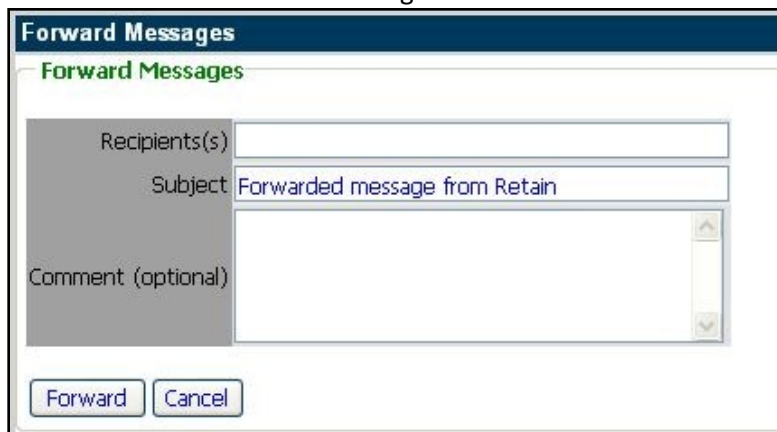 Forward Messages
Forward Messages
Recipients(s)
Subject Forwarded message from Retain
Comment (optional)
Forward Cancel